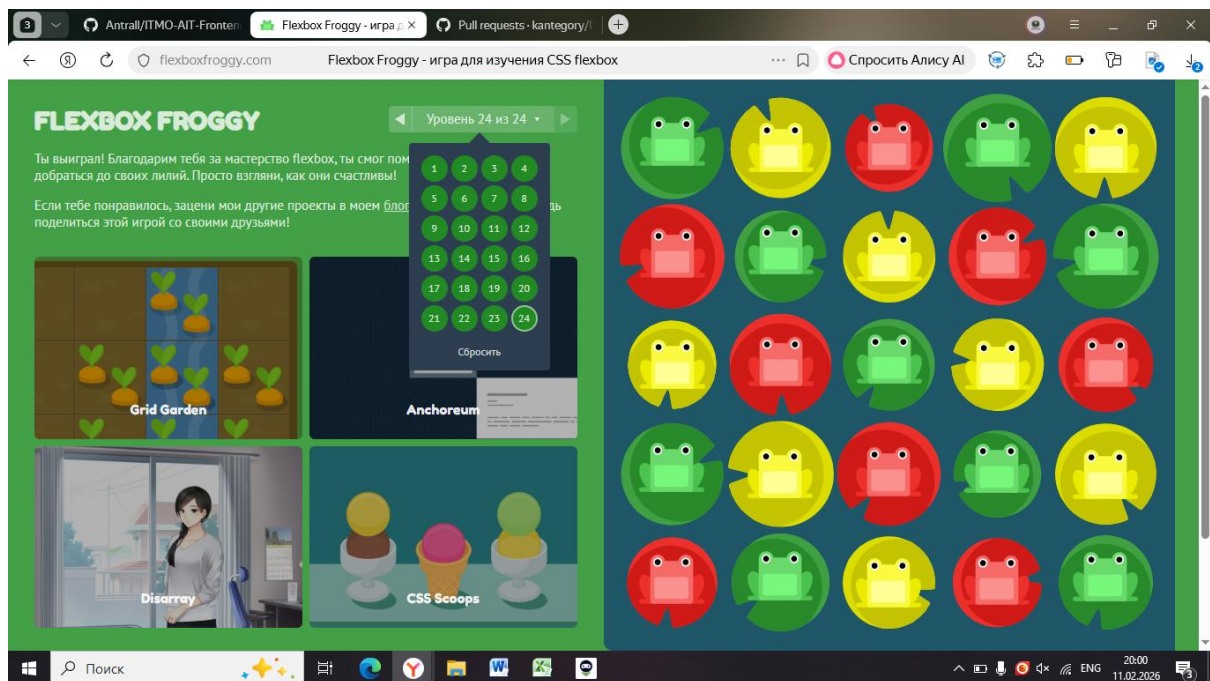 3
Antrall/ITMO-AIT-Fronten
Flexbox Froggy - игра д
Pull requests · kantegory/
flexboxfroggy.com
Flexbox Froggy - игра для изучения CSS flexbox
Спросить Алису AI
2
FLEXBOX FROGGY
Уровень 24 из 24
Ты выиграл! Благодарим тебя за мастерство flexbox, ты смог пом
добраться до своих лилий. Просто взгляни, как они счастливы!
Если тебе понравилось, зацени мои другие проекты в моем блог
дь
поделиться этой игрой со своими друзьями!
1 2 3 4
5 6 7 8
9 10 11 12
13 14 15 16
17 18 19 20
21 22 23 24
Сбросить
Grid Garden
Anchoreum
Disarray
CSS Scoops
Поиск
ENG
20:00
11.02.2026
3